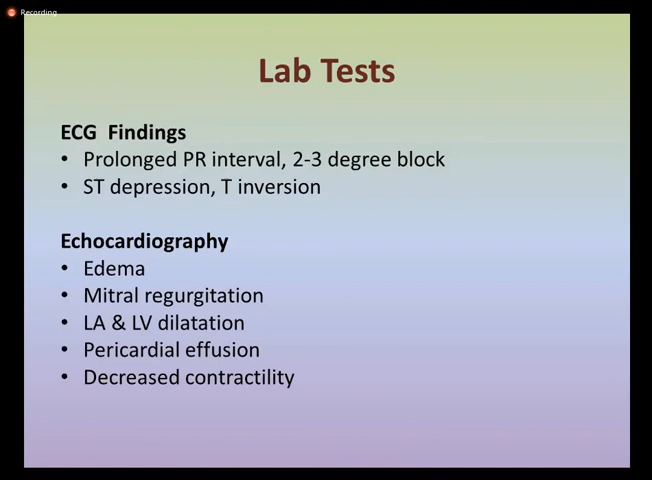 Recording
Lab Tests
ECG  Findings
• Prolonged PR interval, 2-3 degree block
• ST depression, T inversion
Echocardiography
• Edema
• Mitral regurgitation
• LA & LV dilatation
• Pericardial effusion
• Decreased contractility